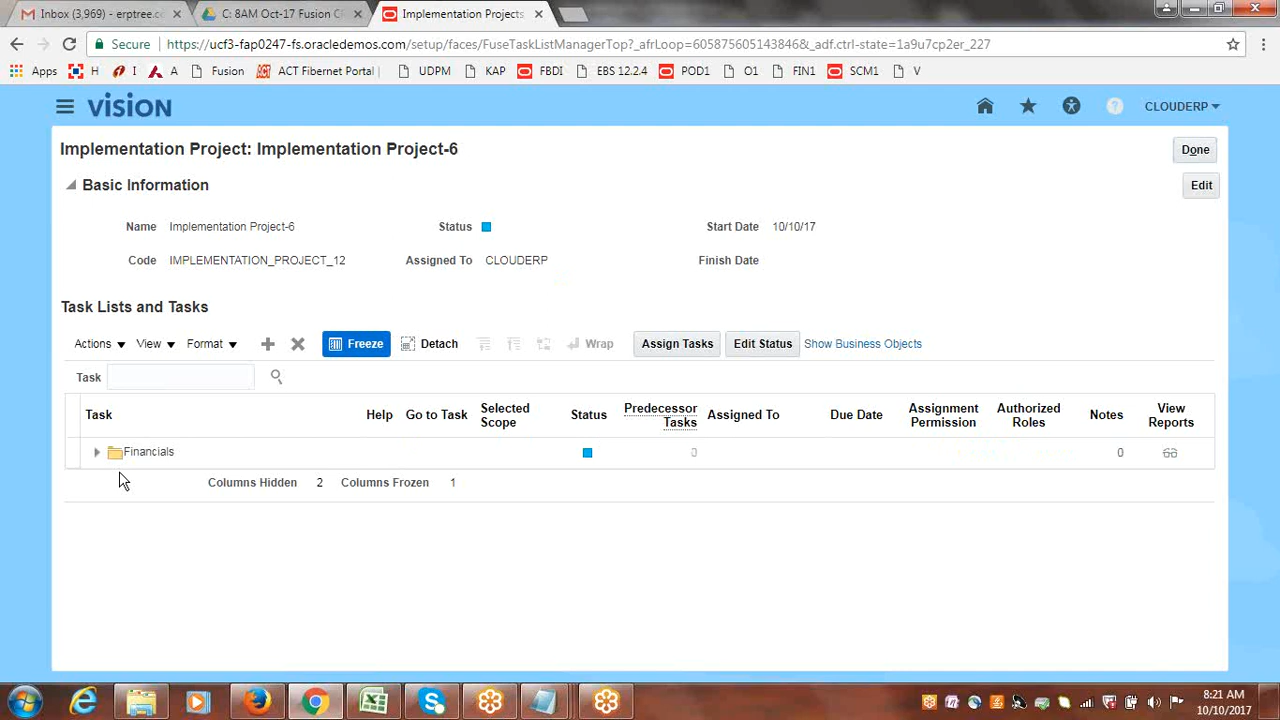 Inbox (3,969) - erptree.cc
C: 8AM Oct-17 Fusion C
Implementation Projects
Secure
https://ucf3-fap0247-fs.oracledemos.com/setup/faces/FuseTaskListManagerTop?_afrLoop=605875605143846&_adf.ctrl-state=1a9u7cp2er_227
Apps H I A Fusion ACT Fibernet Portal UDPM KAP FBDI EBS 12.2.4 POD1 O1 FIN1 SCM1 V
VISION
CLOUDERP
Implementation Project: Implementation Project-6
Done
Basic Information
Edit
Name Implementation Project-6 Status Start Date 10/10/17
Code IMPLEMENTATION_PROJECT_12 Assigned To CLOUDERP Finish Date
Task Lists and Tasks
Actions View Format Freeze Detach Wrap Assign Tasks Edit Status Show Business Objects
Task
Task Help Go to Task Selected Scope Status Predecessor Tasks Assigned To Due Date Assignment Permission Authorized Roles Notes View Reports
Financials 0 0
Columns Hidden 2 Columns Frozen 1
8:21 AM
10/10/2017